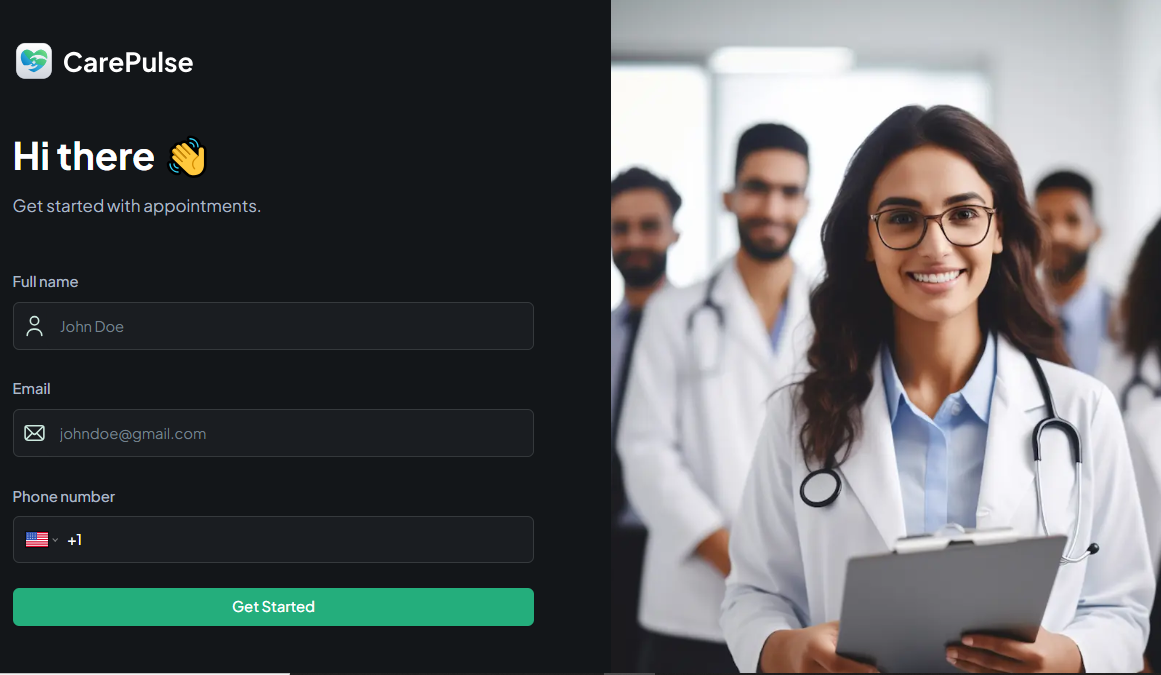 CarePulse
Hi there 👋
Get started with appointments.
Full name
John Doe
Email
johndoe@gmail.com
Phone number
+1
Get Started